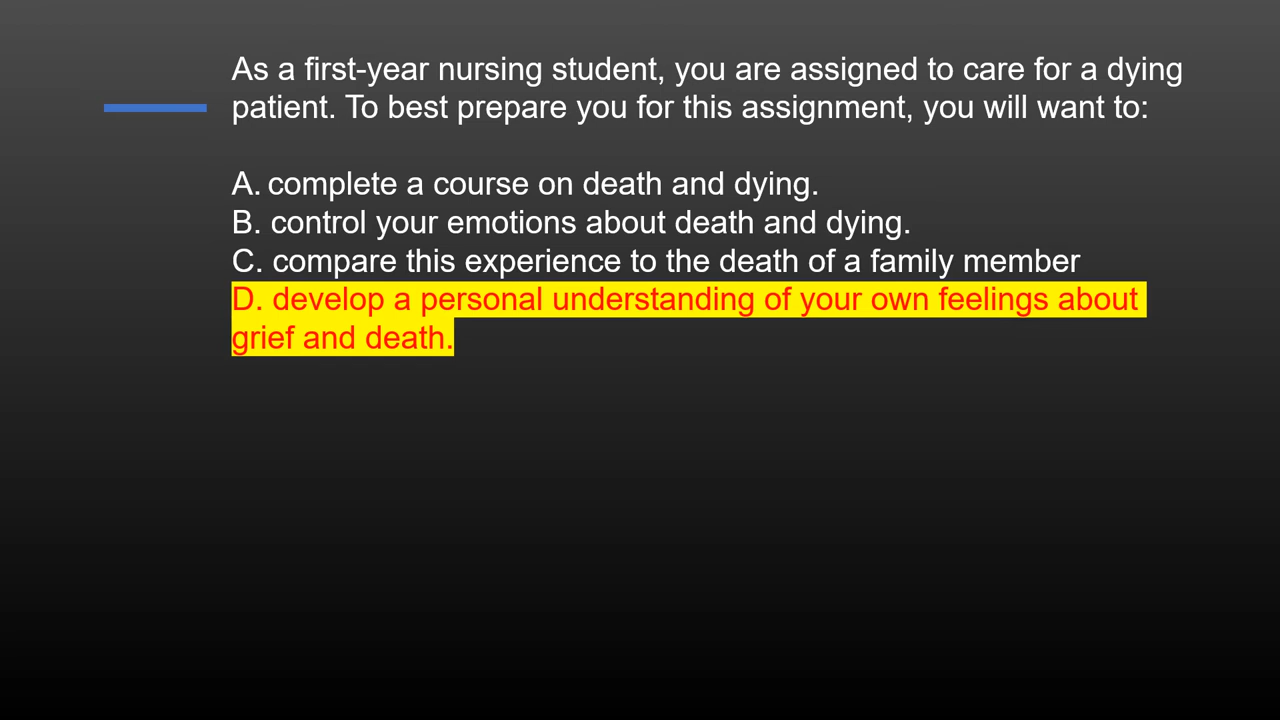 As a first-year nursing student, you are assigned to care for a dying
patient. To best prepare you for this assignment, you will want to:
A. complete a course on death and dying.
B. control your emotions about death and dying.
C. compare this experience to the death of a family member
D. develop a personal understanding of your own feelings about
grief and death.